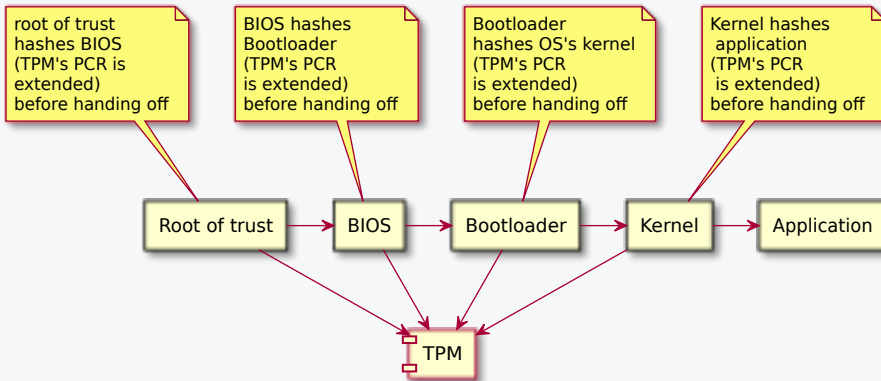 root of trust
hashes BIOS
(TPM's PCR is
extended)
before handing off
BIOS hashes
Bootloader
(TPM's PCR
is extended)
before handing off
Bootloader
hashes OS's kernel
(TPM's PCR
is extended)
before handing off
Kernel hashes
application
(TPM's PCR
is extended)
before handing off
Root of trust
BIOS
Bootloader
Kernel
Application
TPM